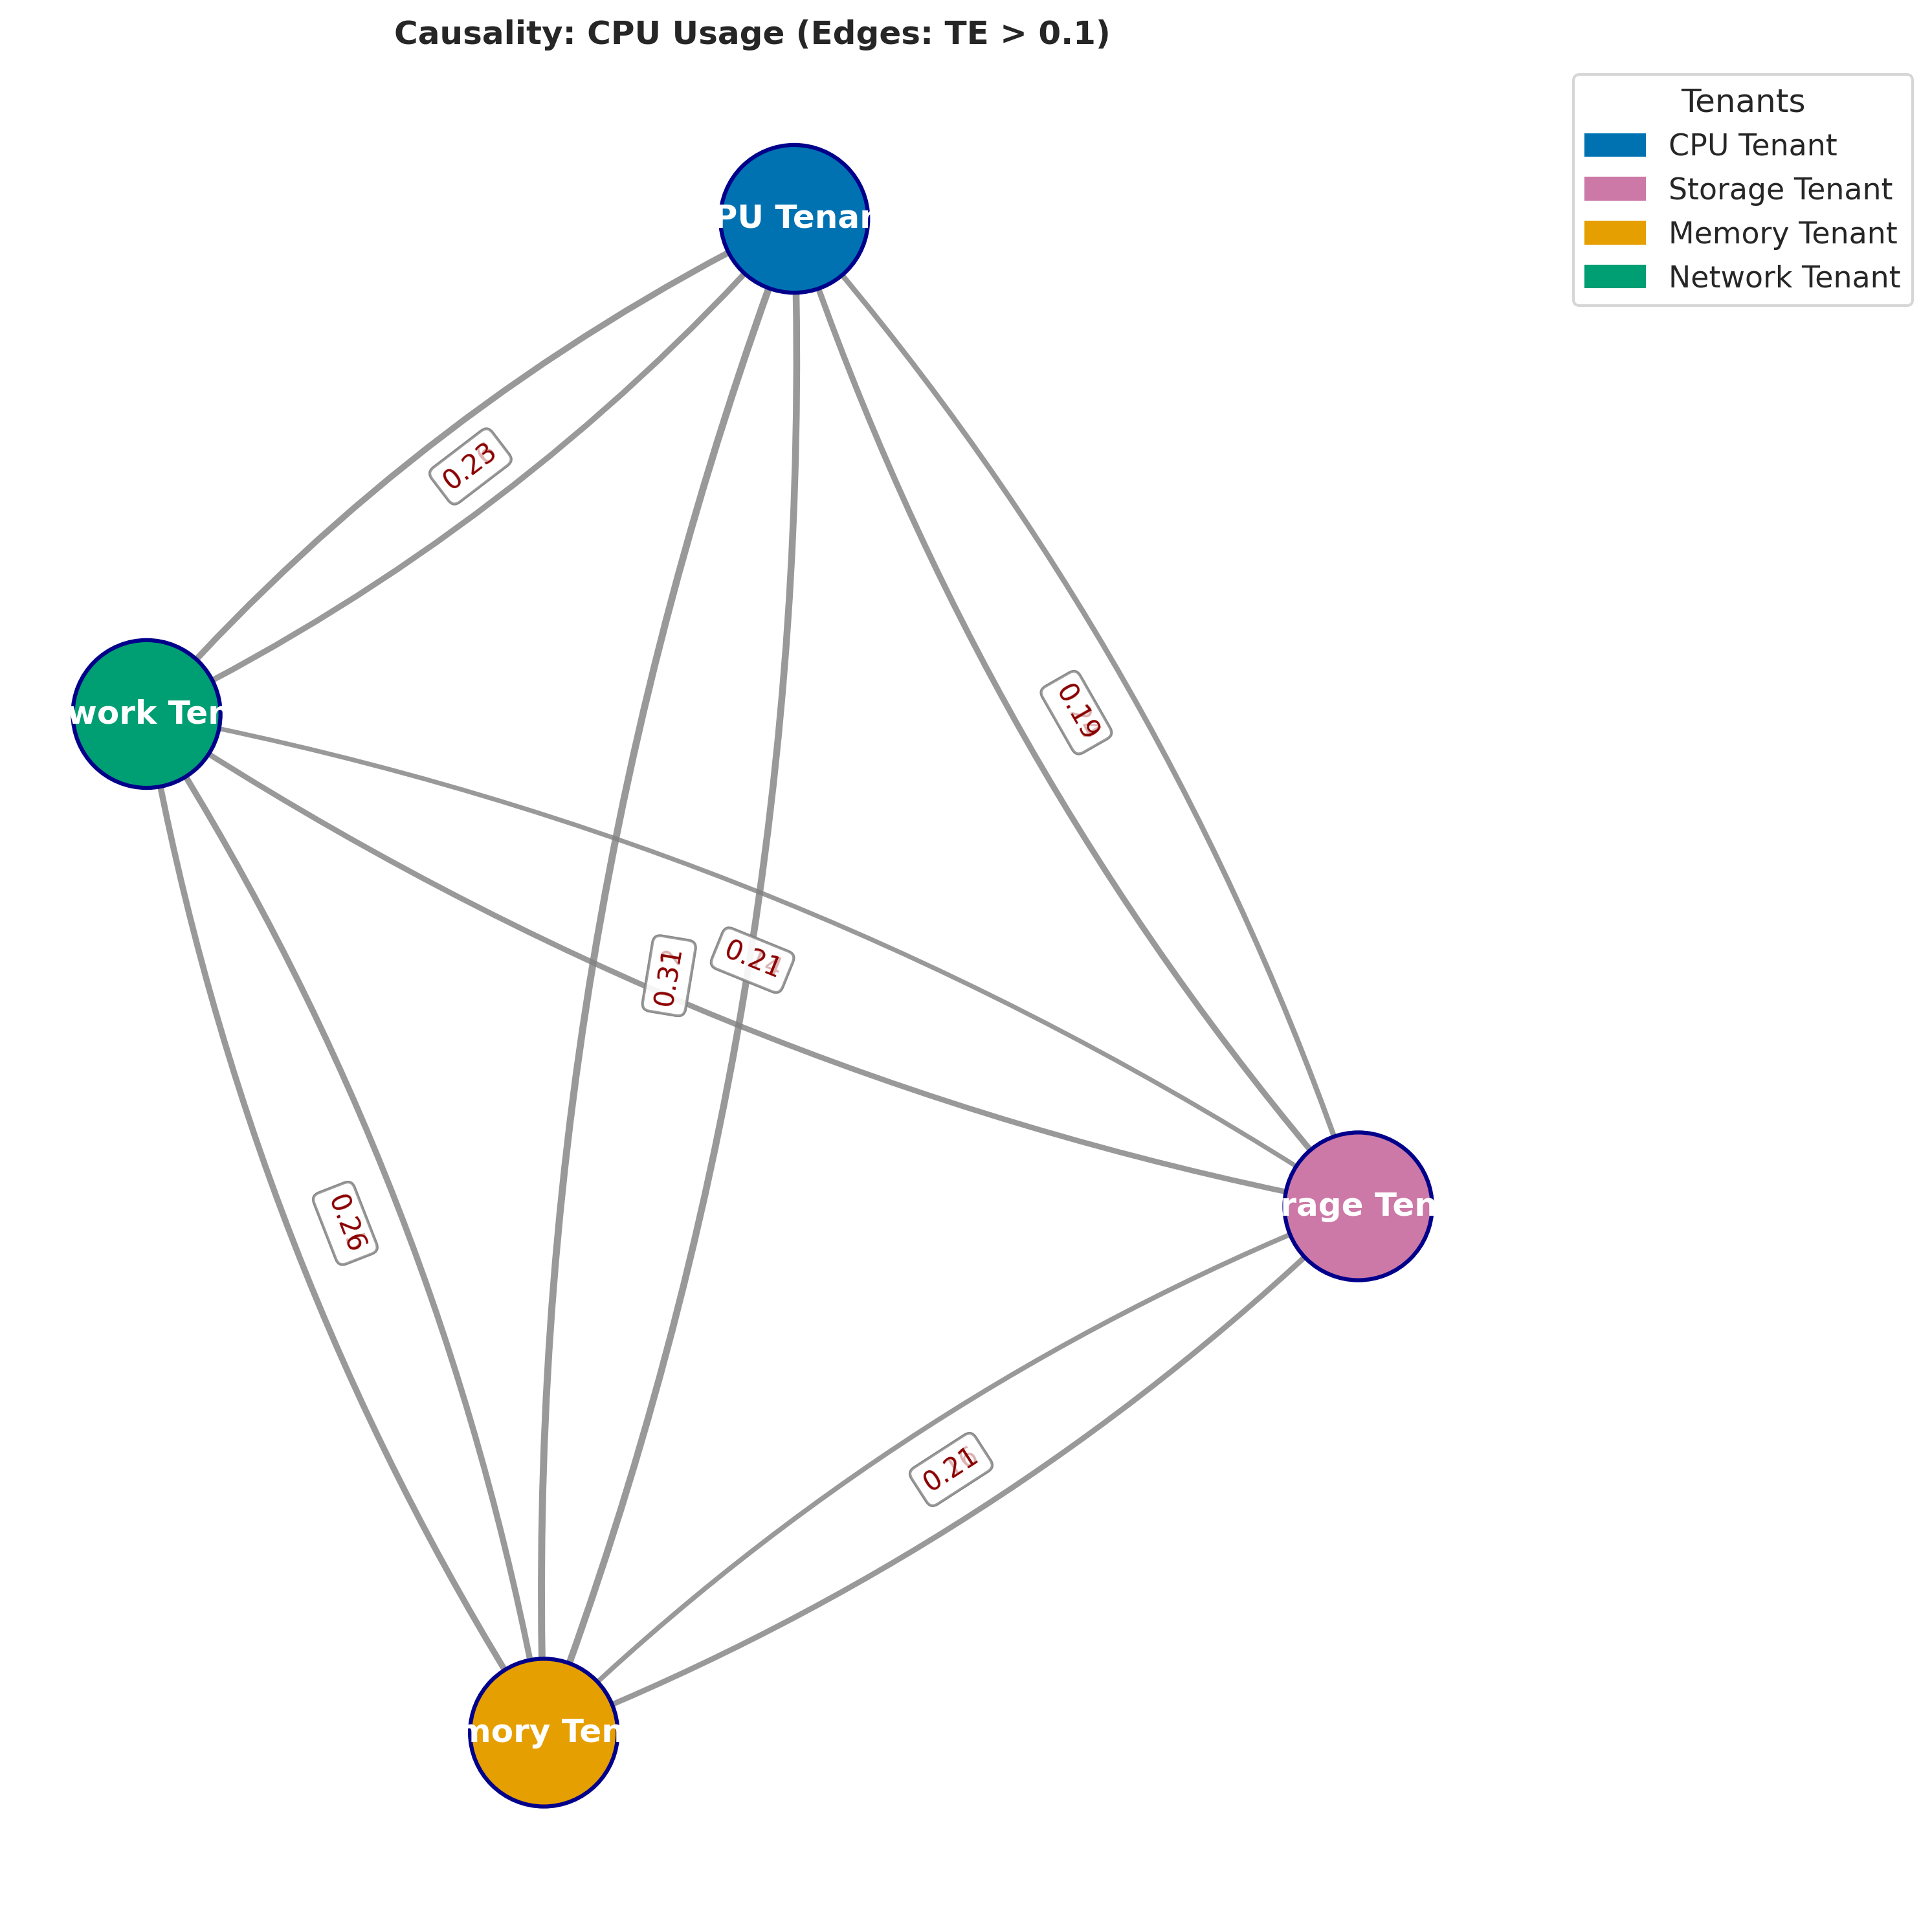 Causality: CPU Usage (Edges: TE > 0.1)
Tenants
CPU Tenant
Storage Tenant
Memory Tenant
Network Tenant
PU Tenan
0.23
work Ten
0.19
0.31
0.21
rage Ten
0.26
0.21
mory Ten